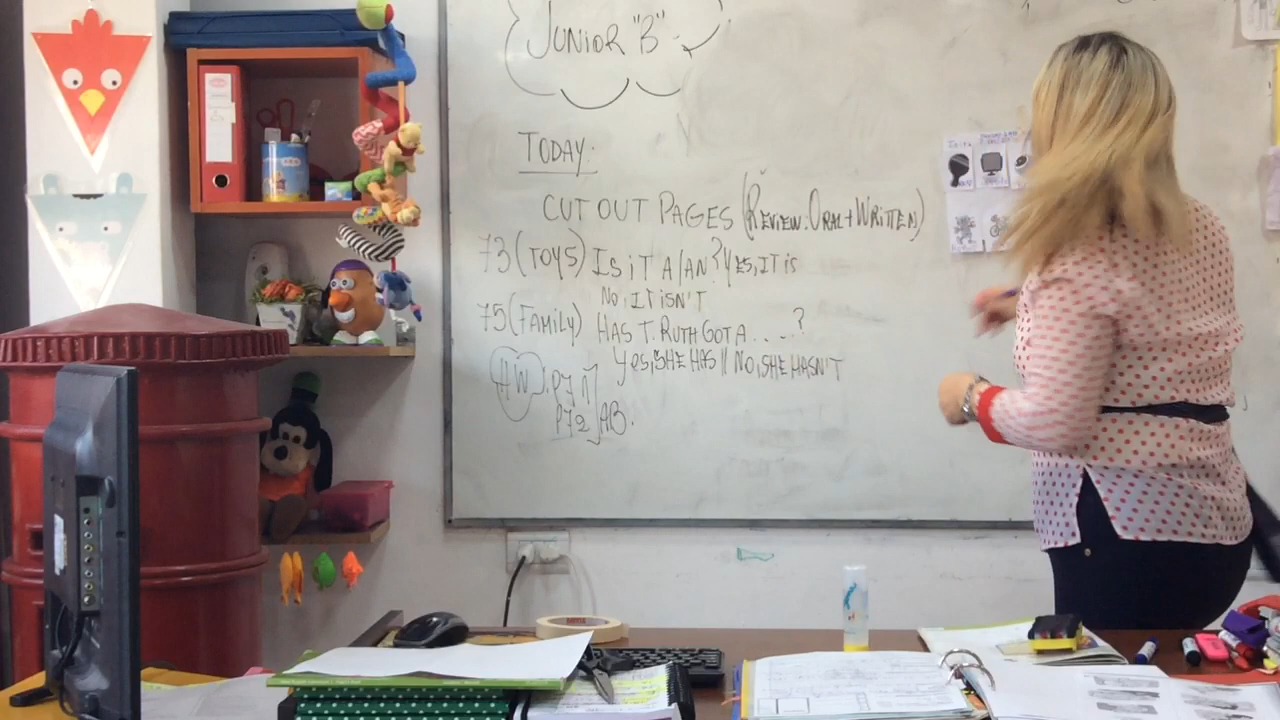 JUNIOR "B"
TODAY:
CUT OUT PAGES (REVIEW. ORAL + WRITTEN)
73 (TOYS) IS IT A/AN? YES, IT IS
NO, IT ISN'T
75 (FAMILY) HAS T. RUTH GOT A .... ?
YES, SHE HAS // NO, SHE HASN'T
HW. P71
P72 AB.